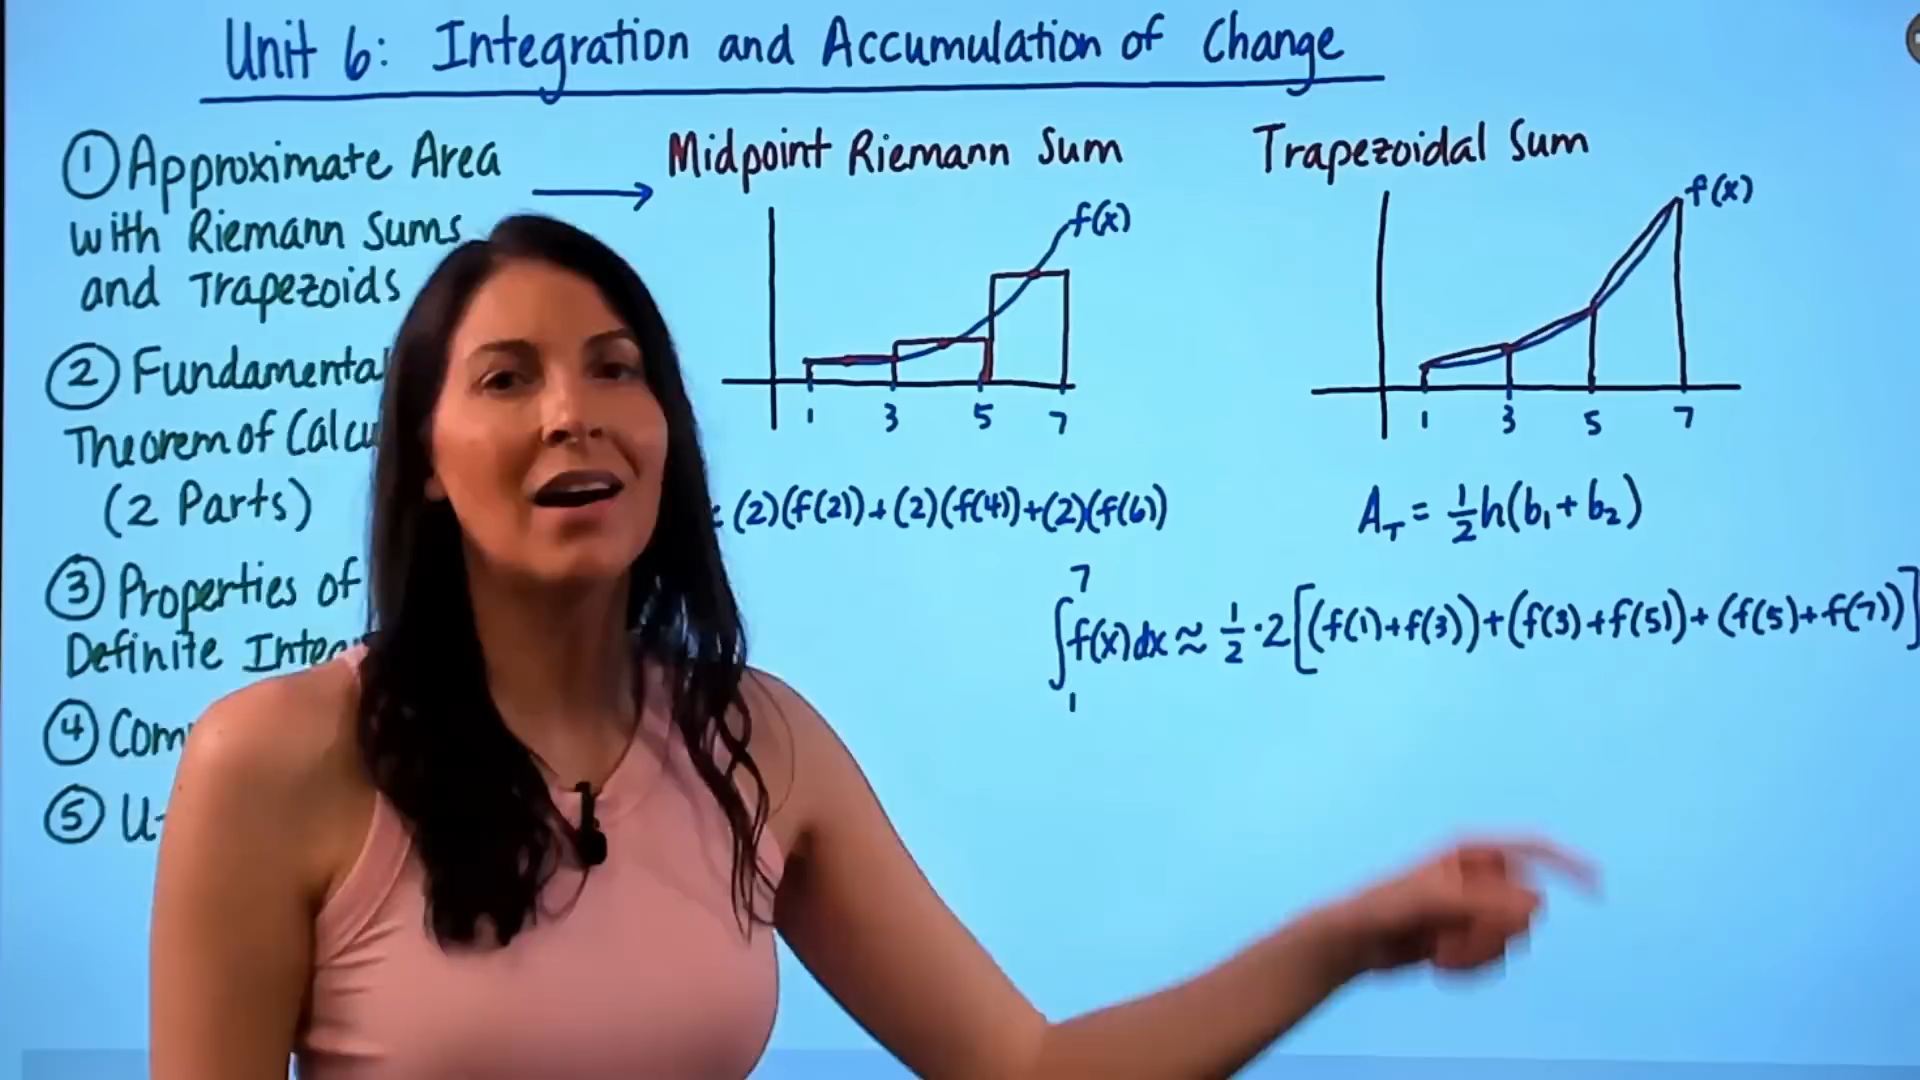 Unit 6: Integration and Accumulation of Change
① Approximate Area
with Riemann Sums
and Trapezoids
② Fundamental
Theorem of Calcu
(2 Parts)
③ Properties of
Definite Integ
④ Com
⑤ U-
Midpoint Riemann Sum
f(x)
1 3 5 7
(2)(f(2))+(2)(f(4))+(2)(f(6))
Trapezoidal Sum
f(x)
1 3 5 7
A_T = 1/2 h(b₁+b₂)
∫₁⁷ f(x)dx ≈ 1/2·2[(f(1)+f(3))+(f(3)+f(5))+(f(5)+f(7))]